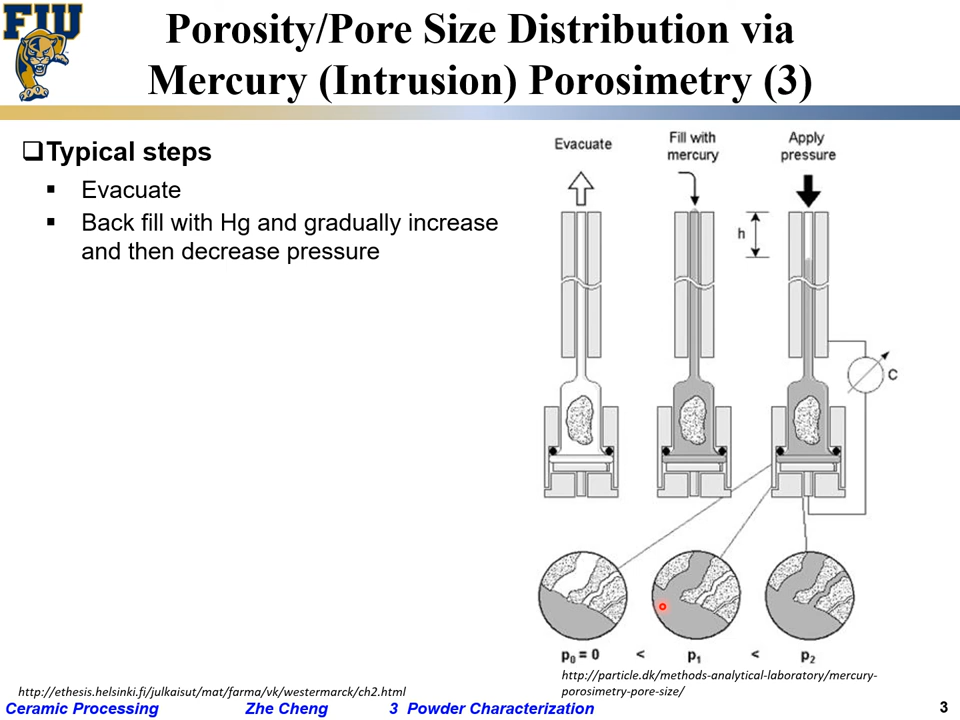 FIU
Porosity/Pore Size Distribution via
Mercury (Intrusion) Porosimetry (3)
Typical steps
Evacuate
Back fill with Hg and gradually increase
and then decrease pressure
Evacuate
Fill with
mercury
Apply
pressure
h
C
p₀ = 0 < p₁ < p₂
http://particle.dk/methods-analytical-laboratory/mercury-
porosimetry-pore-size/
http://ethesis.helsinki.fi/julkaisut/mat/farma/vk/westermarck/ch2.html
Ceramic Processing Zhe Cheng 3 Powder Characterization 3